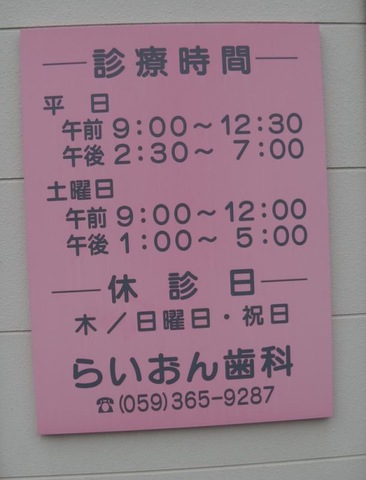 診療時間
平日
午前 9:00～12:30
午後 2:30～ 7:00
土曜日
午前 9:00～12:00
午後 1:00～ 5:00
休診日
木／日曜日・祝日
らいおん歯科
☎(059)365-9287